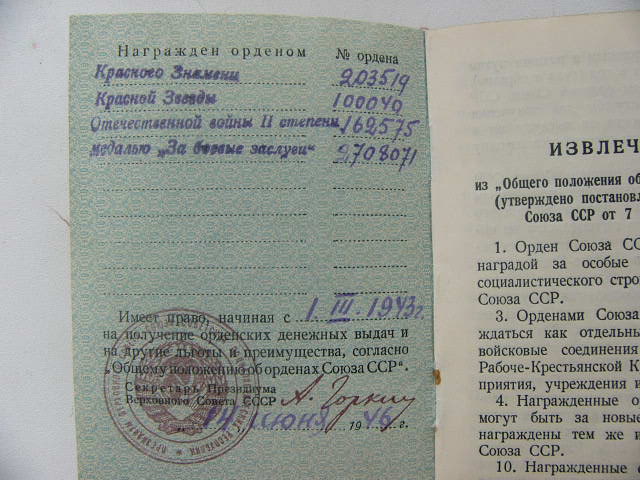 Награжден орденом № ордена
Красного Знамени 203519
Красной Звезды 100040
Отечественной войны II степени 162575
медалью „За боевые заслуги“ 2708071
Имеет право, начиная с 1 III. 1943 г.
на получение орденских денежных выдач и
на другие льготы и преимущества, согласно
„Общему положению об орденах Союза ССР“.
Секретарь Президиума
Верховного Совета СССР А. Горкин
„14“ июня 1946 г.
ИЗВЛЕЧ
из „Общего положения об
(утверждено постановл
Союза ССР от 7
1. Орден Союза СС
наградой за особые
социалистического стро
Союза ССР.
3. Орденами Союза
ждаться как отдельн
войсковые соединения
Рабоче-Крестьянской К
приятия, учреждения и
4. Награжденные о
могут быть за новые
награждены тем же и
Союза ССР.
10. Награжденные